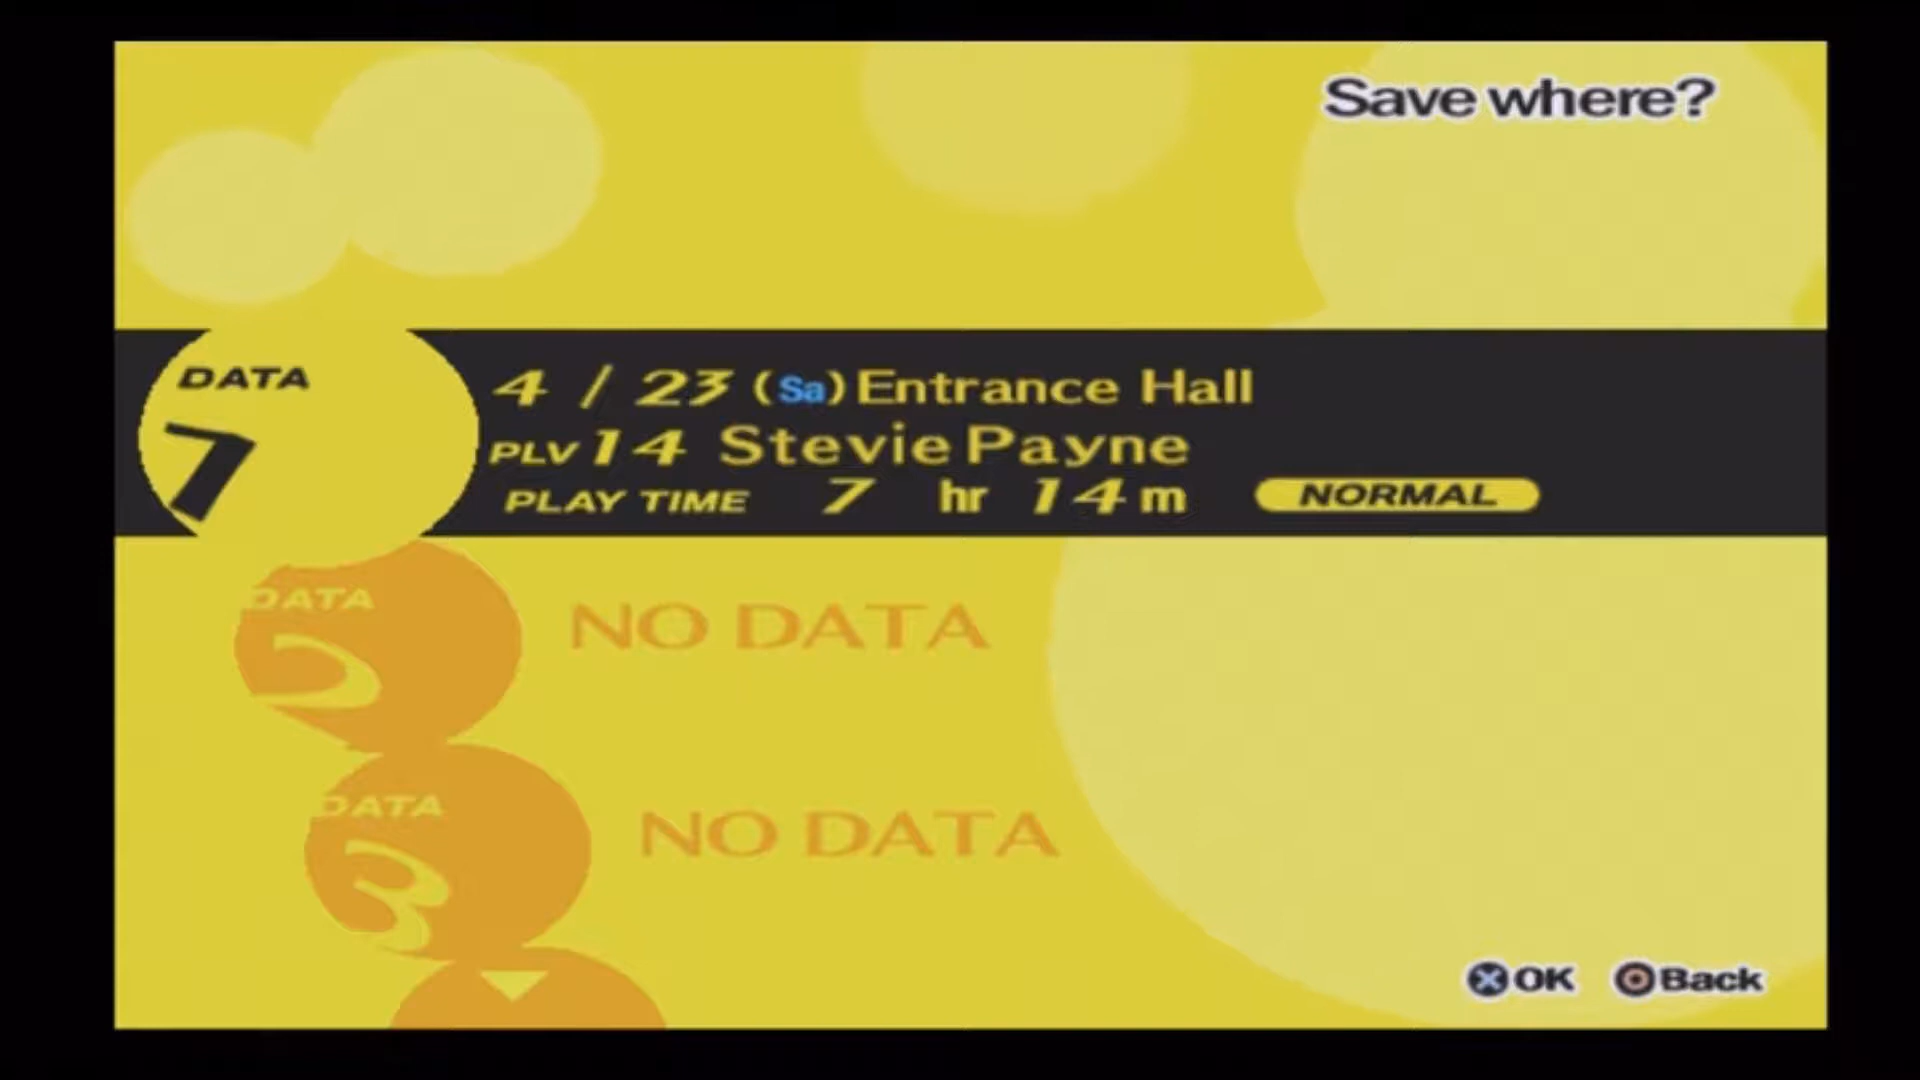 Save where?
DATA
1
4 / 23 (Sa) Entrance Hall
PLV 14 Stevie Payne
PLAY TIME 7 hr 14 m NORMAL
DATA
2
NO DATA
DATA
3
NO DATA
OK Back